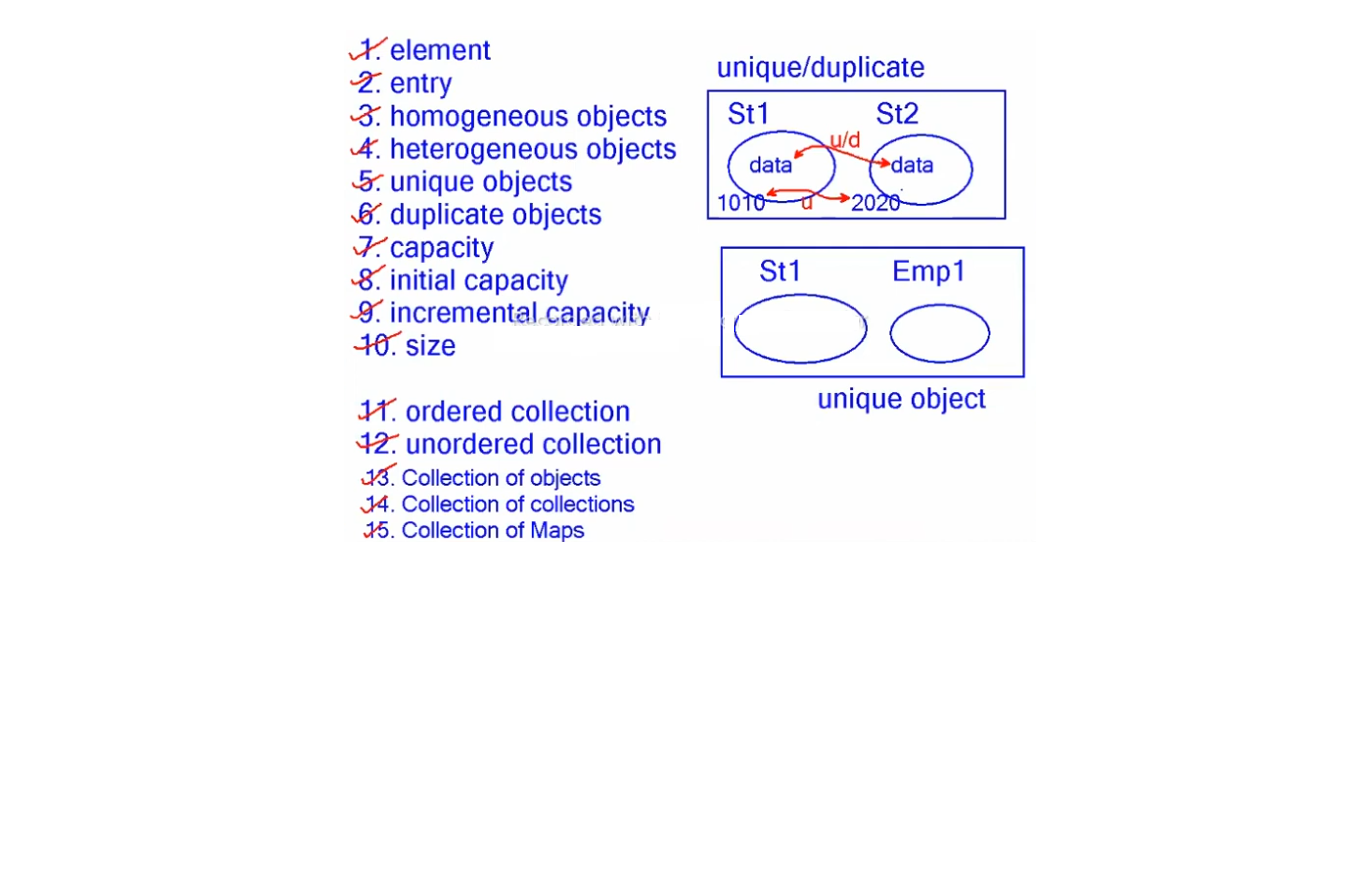 1. element
2. entry
3. homogeneous objects
4. heterogeneous objects
5. unique objects
6. duplicate objects
7. capacity
8. initial capacity
9. incremental capacity
10. size
11. ordered collection
12. unordered collection
13. Collection of objects
14. Collection of collections
15. Collection of Maps
unique/duplicate
St1 St2
u/d
data data
1010 u 2020
St1 Emp1
unique object